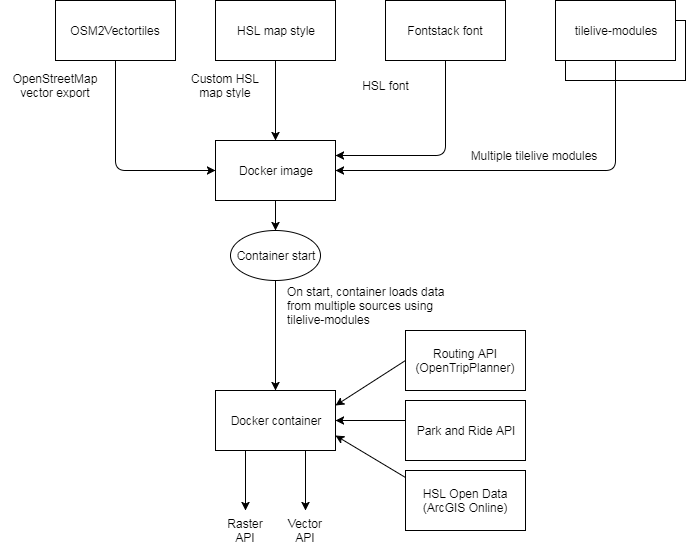 OSM2Vectortiles
HSL map style
Fontstack font
tilelive-modules
OpenStreetMap
vector export
Custom HSL
map style
HSL font
Multiple tilelive modules
Docker image
Container start
On start, container loads data
from multiple sources using
tilelive-modules
Routing API
(OpenTripPlanner)
Docker container
Park and Ride API
HSL Open Data
(ArcGIS Online)
Raster
API
Vector
API